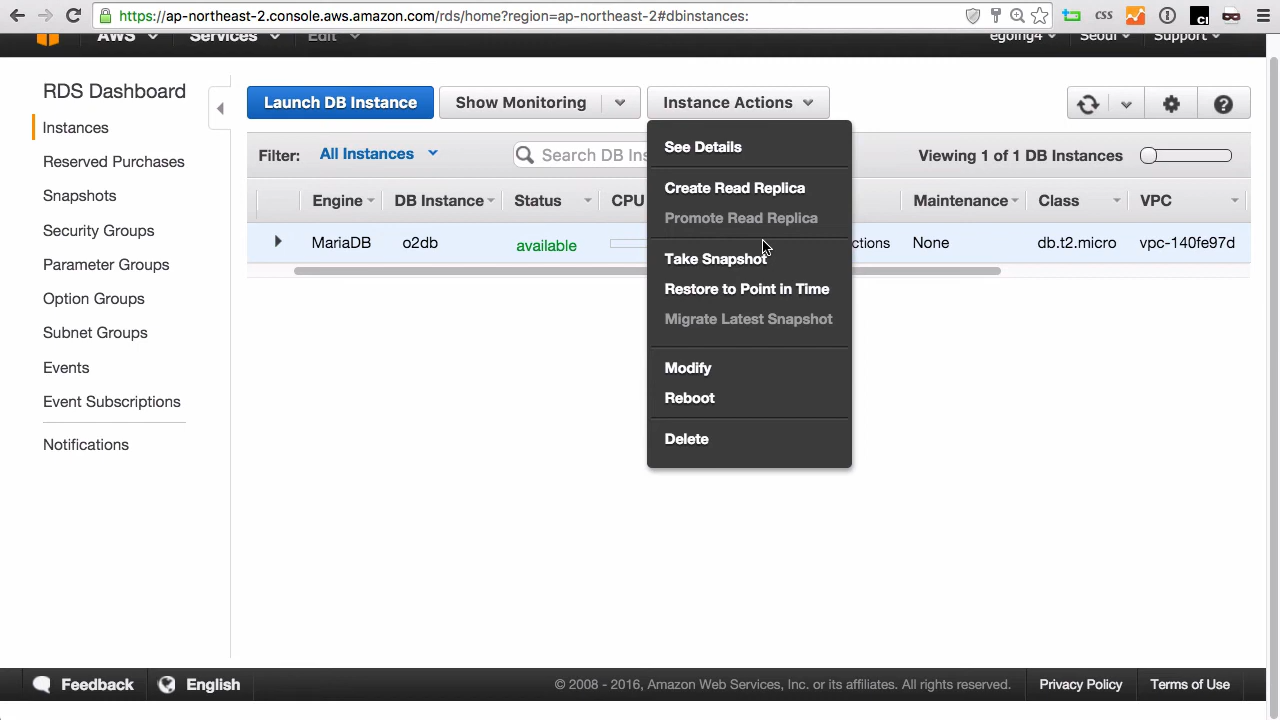 https://ap-northeast-2.console.aws.amazon.com/rds/home?region=ap-northeast-2#dbinstances:
css
AWS Services Edit egoing4 Seoul Support
RDS Dashboard
Instances
Reserved Purchases
Snapshots
Security Groups
Parameter Groups
Option Groups
Subnet Groups
Events
Event Subscriptions
Notifications
Launch DB Instance Show Monitoring Instance Actions
Filter: All Instances Search DB Ins Viewing 1 of 1 DB Instances
Engine DB Instance Status CPU Maintenance Class VPC
MariaDB o2db available ctions None db.t2.micro vpc-140fe97d
See Details
Create Read Replica
Promote Read Replica
Take Snapshot
Restore to Point in Time
Migrate Latest Snapshot
Modify
Reboot
Delete
Feedback English © 2008 - 2016, Amazon Web Services, Inc. or its affiliates. All rights reserved. Privacy Policy Terms of Use